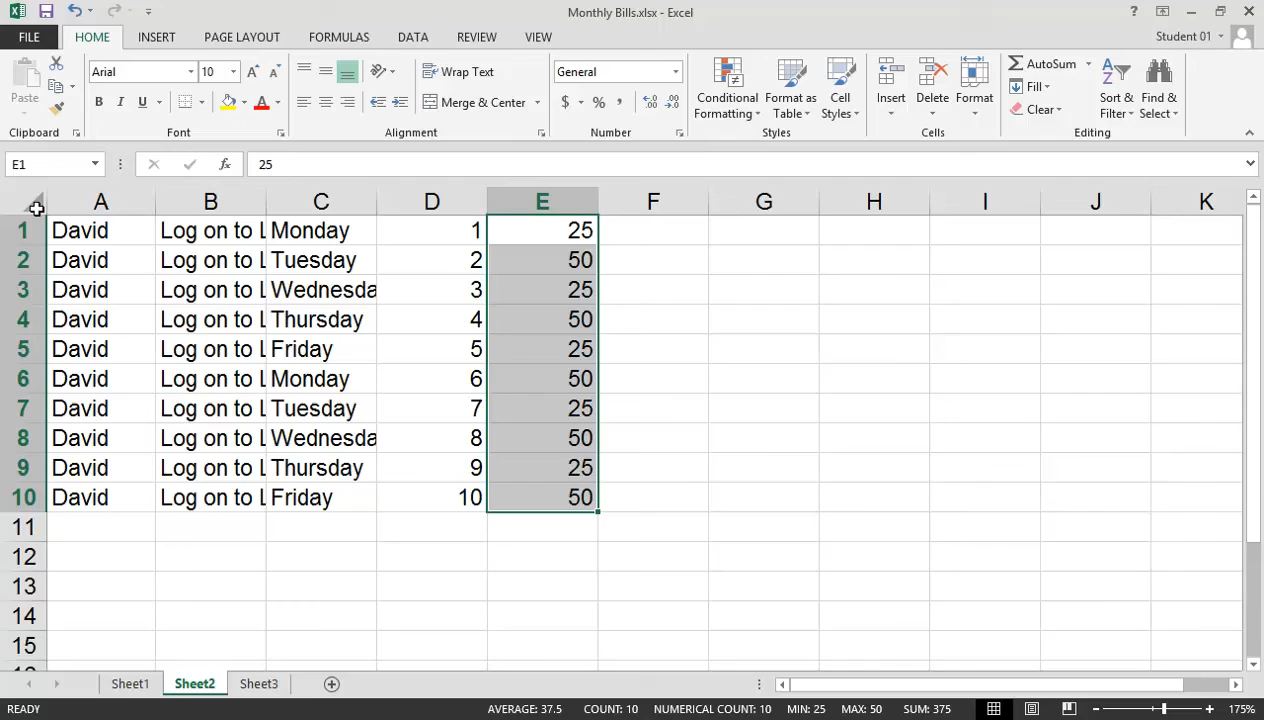 Monthly Bills.xlsx - Excel
?
FILE HOME INSERT PAGE LAYOUT FORMULAS DATA REVIEW VIEW Student 01
Paste
Clipboard
Arial 10
B I U
Font
Wrap Text
Merge & Center
Alignment
General
$ % ,
Number
Conditional Formatting
Format as Table
Cell Styles
Styles
Insert Delete Format
Cells
AutoSum
Fill
Clear
Sort & Filter
Find & Select
Editing
E1 fx 25
A B C D E F G H I J K
1 David Log on to L Monday 1 25
2 David Log on to L Tuesday 2 50
3 David Log on to L Wednesda 3 25
4 David Log on to L Thursday 4 50
5 David Log on to L Friday 5 25
6 David Log on to L Monday 6 50
7 David Log on to L Tuesday 7 25
8 David Log on to L Wednesda 8 50
9 David Log on to L Thursday 9 25
10 David Log on to L Friday 10 50
11
12
13
14
15
Sheet1 Sheet2 Sheet3
READY AVERAGE: 37.5 COUNT: 10 NUMERICAL COUNT: 10 MIN: 25 MAX: 50 SUM: 375 175%